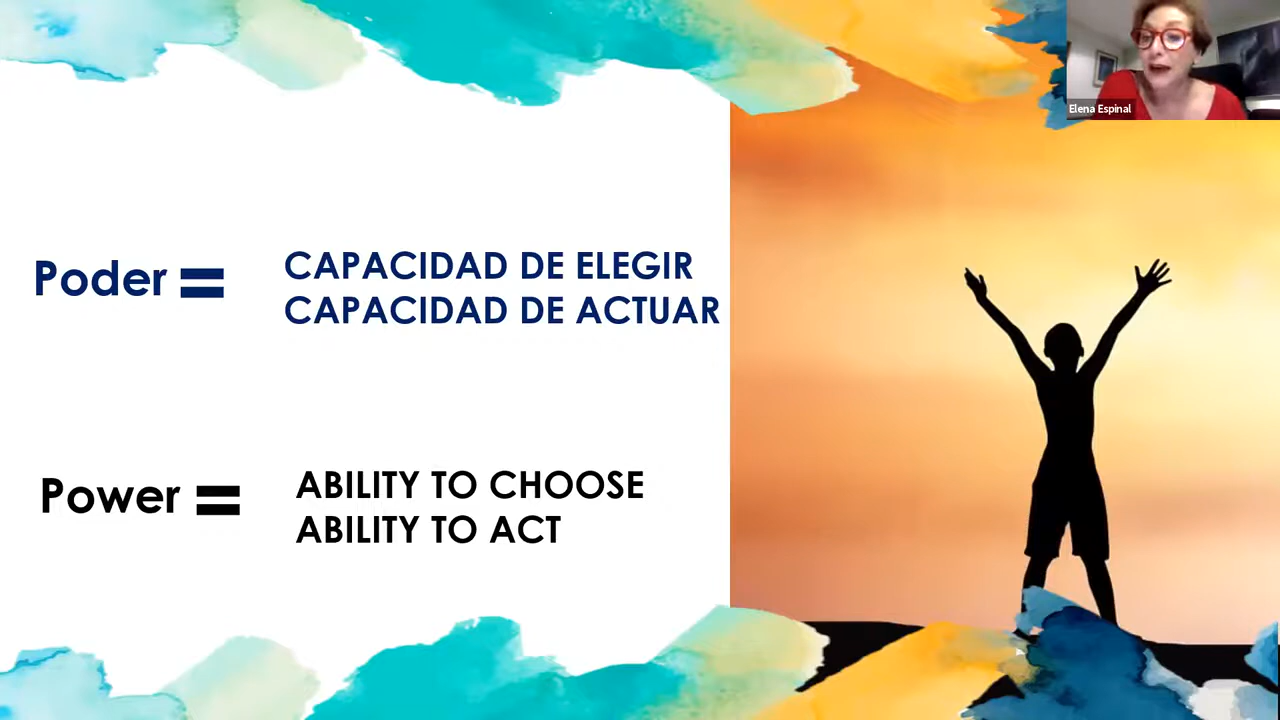 Elena Espinal
Poder =
CAPACIDAD DE ELEGIR
CAPACIDAD DE ACTUAR
Power =
ABILITY TO CHOOSE
ABILITY TO ACT